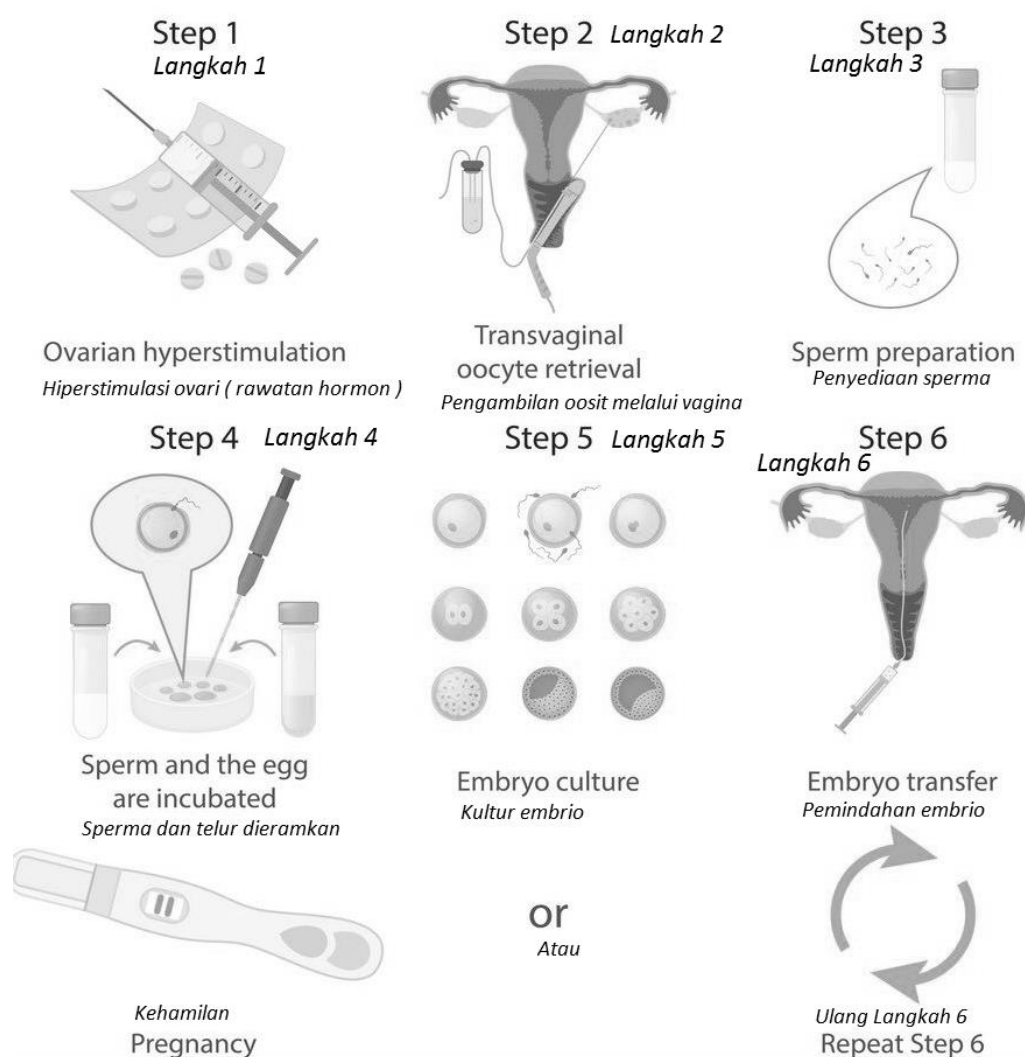 Step 1
Langkah 1
Step 2 Langkah 2
Step 3
Langkah 3
Ovarian hyperstimulation
Hiperstimulasi ovari ( rawatan hormon )
Transvaginal
oocyte retrieval
Pengambilan oosit melalui vagina
Sperm preparation
Penyediaan sperma
Step 4 Langkah 4
Step 5 Langkah 5
Step 6
Langkah 6
Sperm and the egg
are incubated
Sperma dan telur dieramkan
Embryo culture
Kultur embrio
Embryo transfer
Pemindahan embrio
or
Atau
Kehamilan
Pregnancy
Ulang Langkah 6
Repeat Step 6